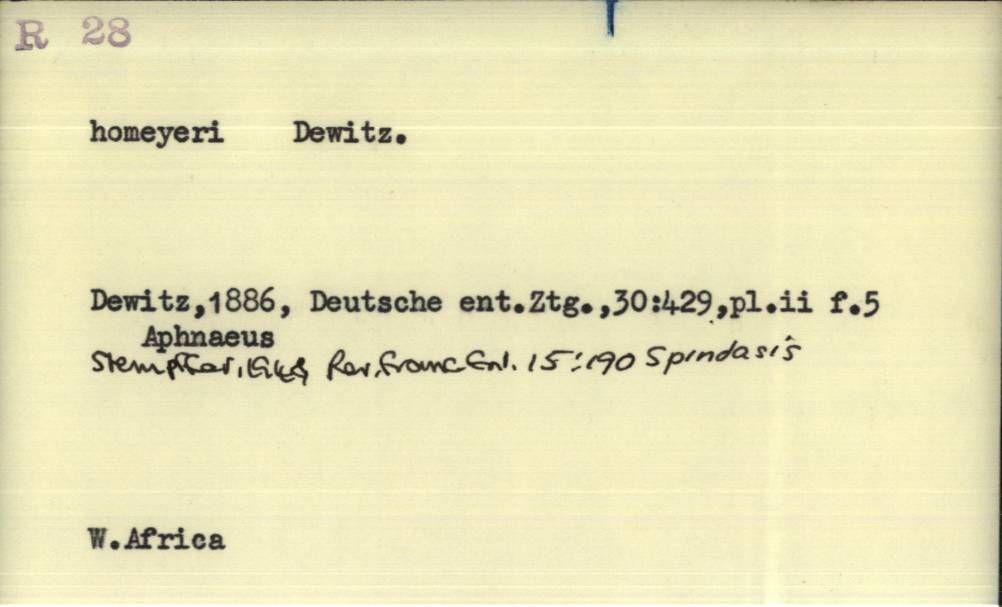 R 28
homeyeri Dewitz.
Dewitz,1886, Deutsche ent.Ztg.,30:429,pl.ii f.5
Aphnaeus
Stempffer, Rev. franc. Ent. 15:190 Spindasis
W.Africa